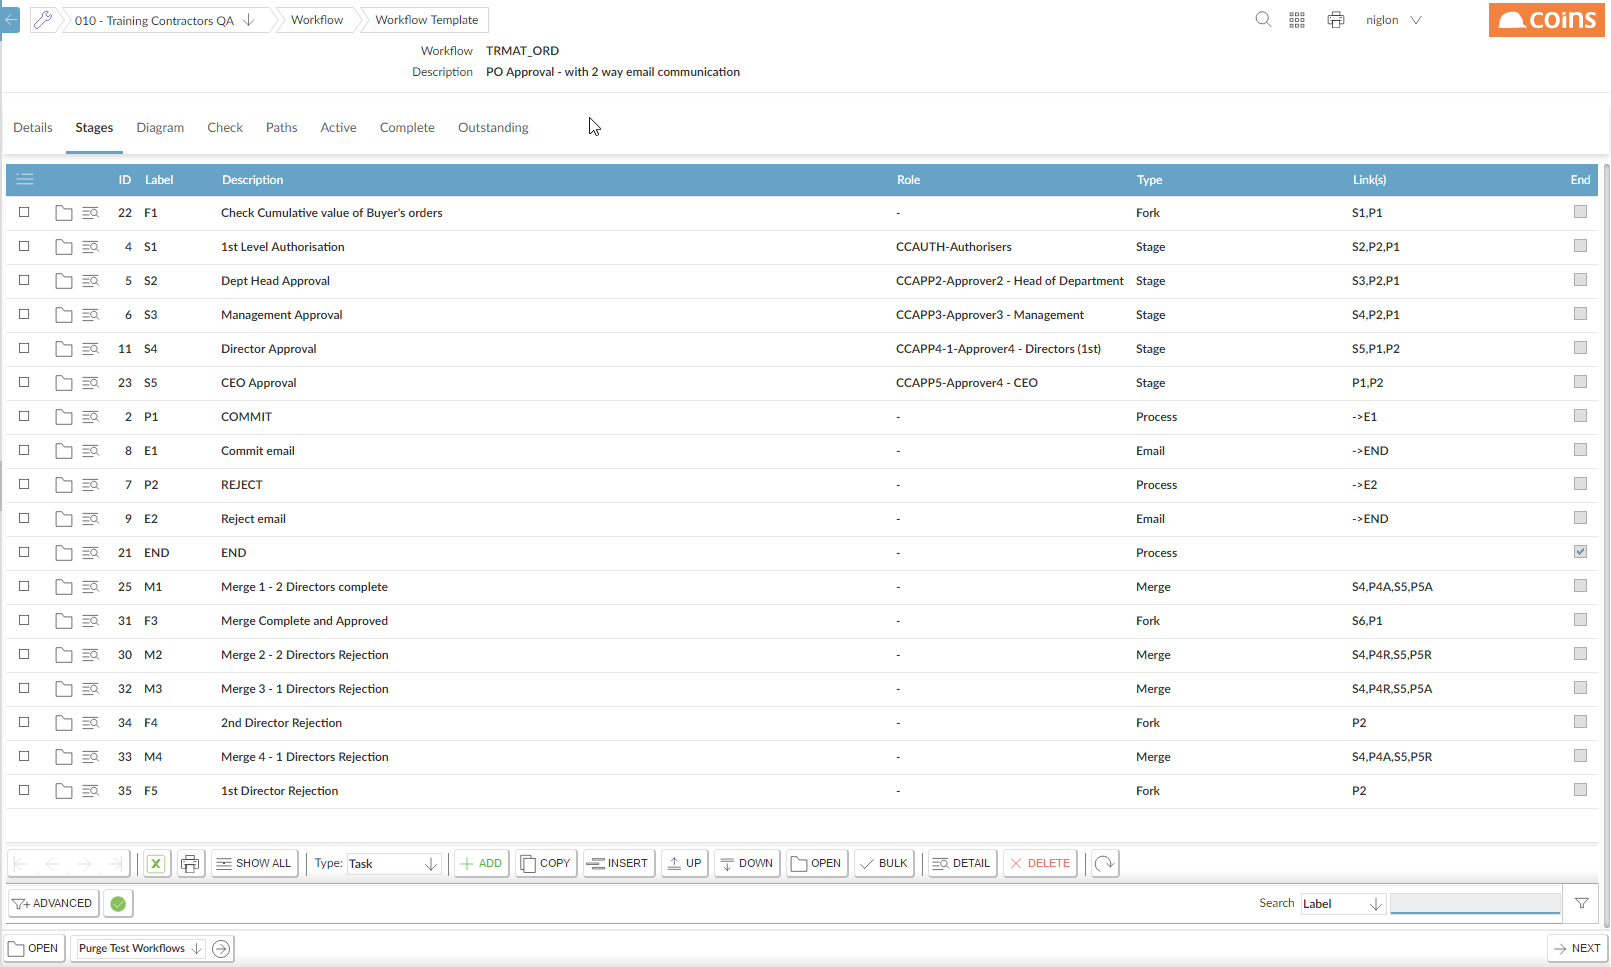 010 - Training Contractors QA Workflow Workflow Template niglon coins
Workflow TRMAT_ORD
Description PO Approval - with 2 way email communication
Details Stages Diagram Check Paths Active Complete Outstanding
ID Label Description Role Type Link(s) End
22 F1 Check Cumulative value of Buyer's orders - Fork S1,P1
4 S1 1st Level Authorisation CCAUTH-Authorisers Stage S2,P2,P1
5 S2 Dept Head Approval CCAPP2-Approver2 - Head of Department Stage S3,P2,P1
6 S3 Management Approval CCAPP3-Approver3 - Management Stage S4,P2,P1
11 S4 Director Approval CCAPP4-1-Approver4 - Directors (1st) Stage S5,P1,P2
23 S5 CEO Approval CCAPP5-Approver4 - CEO Stage P1,P2
2 P1 COMMIT - Process ->E1
8 E1 Commit email - Email ->END
7 P2 REJECT - Process ->E2
9 E2 Reject email - Email ->END
21 END END - Process
25 M1 Merge 1 - 2 Directors complete - Merge S4,P4A,S5,P5A
31 F3 Merge Complete and Approved - Fork S6,P1
30 M2 Merge 2 - 2 Directors Rejection - Merge S4,P4R,S5,P5R
32 M3 Merge 3 - 1 Directors Rejection - Merge S4,P4R,S5,P5A
34 F4 2nd Director Rejection - Fork P2
33 M4 Merge 4 - 1 Directors Rejection - Merge S4,P4A,S5,P5R
35 F5 1st Director Rejection - Fork P2
SHOW ALL Type: Task ADD COPY INSERT UP DOWN OPEN BULK DETAIL DELETE
ADVANCED Search Label
OPEN Purge Test Workflows NEXT